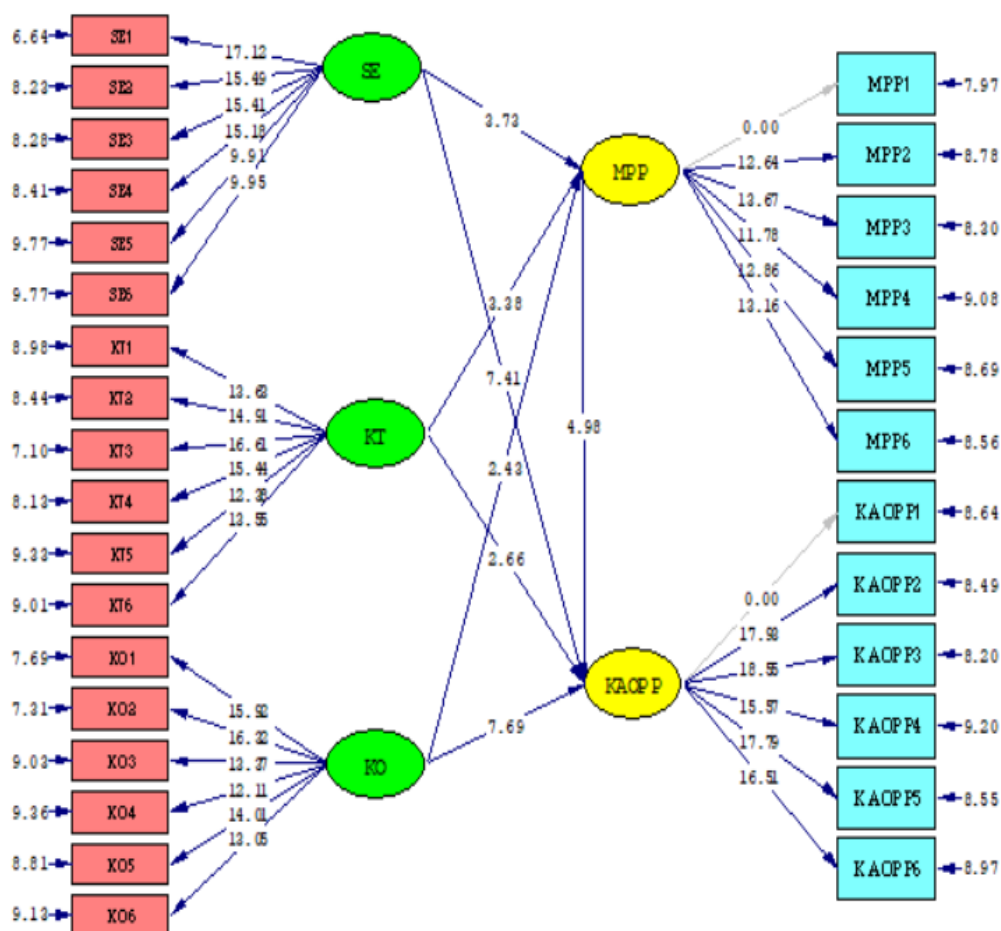 6.64
SE1
17.12
8.23
SE2
15.49
8.28
SE3
15.41
8.41
SE4
15.18
9.77
SE5
9.91
9.77
SE6
9.95
SE
8.98
KT1
13.63
8.44
KT2
14.91
7.10
KT3
16.61
8.13
KT4
15.44
9.33
KT5
12.38
9.01
KT6
13.55
KT
7.69
KO1
15.92
7.31
KO2
16.32
9.03
KO3
13.37
9.36
KO4
12.11
8.81
KO5
14.01
9.13
KO6
13.05
KO
3.73
3.38
7.41
2.43
4.98
2.66
7.69
MPP
0.00
MPP1
7.97
12.64
MPP2
8.78
13.67
MPP3
8.30
11.78
MPP4
9.08
12.86
MPP5
8.69
13.16
MPP6
8.56
KAOPP
0.00
KAOPP1
8.64
17.93
KAOPP2
8.49
18.55
KAOPP3
8.20
15.57
KAOPP4
9.20
17.79
KAOPP5
8.55
16.51
KAOPP6
8.97